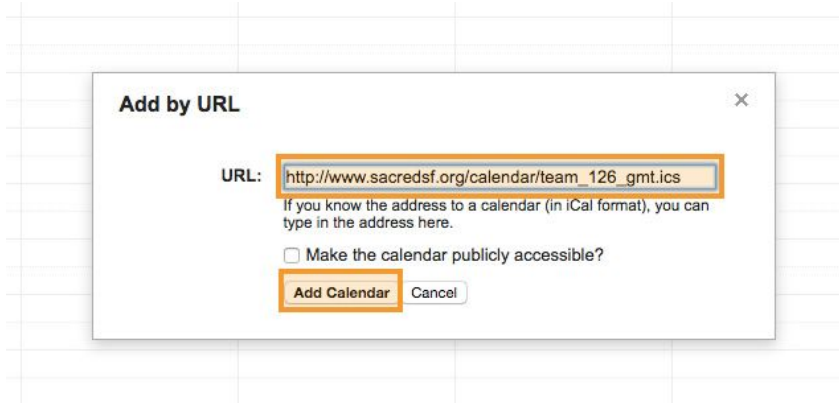 Add by URL
×
URL: http://www.sacredsf.org/calendar/team_126_gmt.ics
If you know the address to a calendar (in iCal format), you can
type in the address here.
Make the calendar publicly accessible?
Add Calendar Cancel